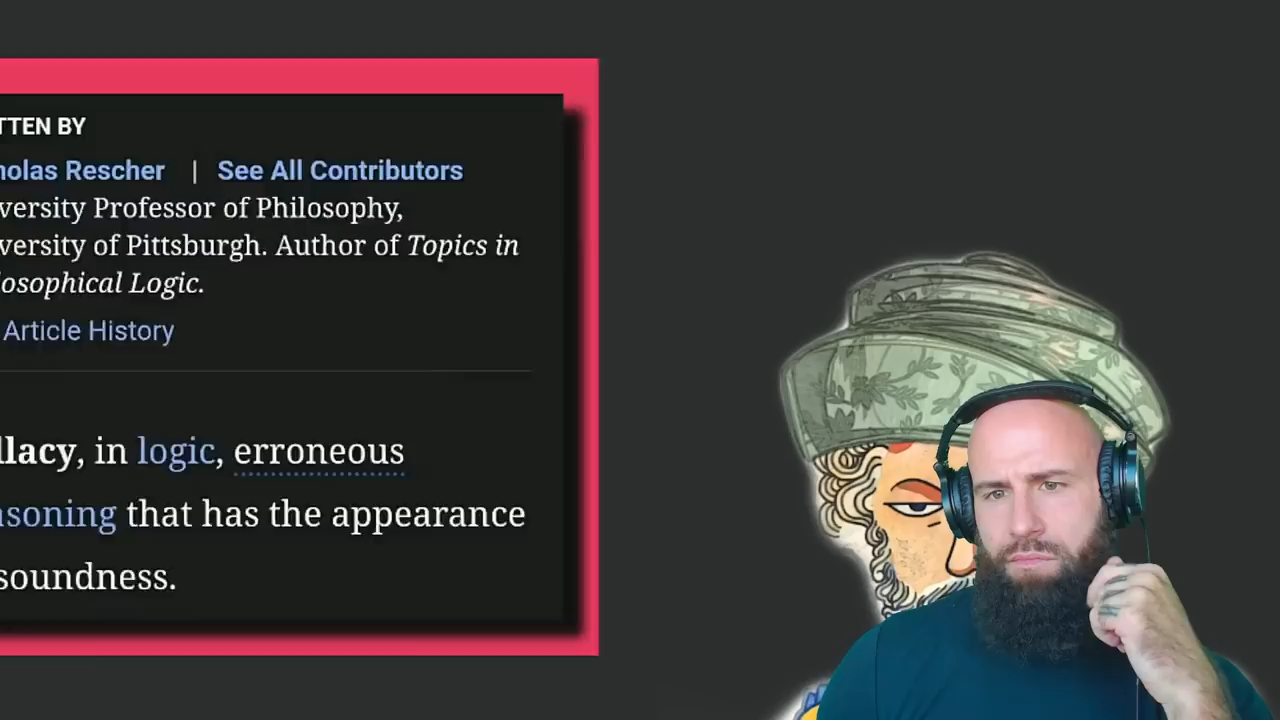 TTEN BY
holas Rescher | See All Contributors
versity Professor of Philosophy,
versity of Pittsburgh. Author of Topics in
losophical Logic.
Article History
llacy, in logic, erroneous
asoning that has the appearance
soundness.